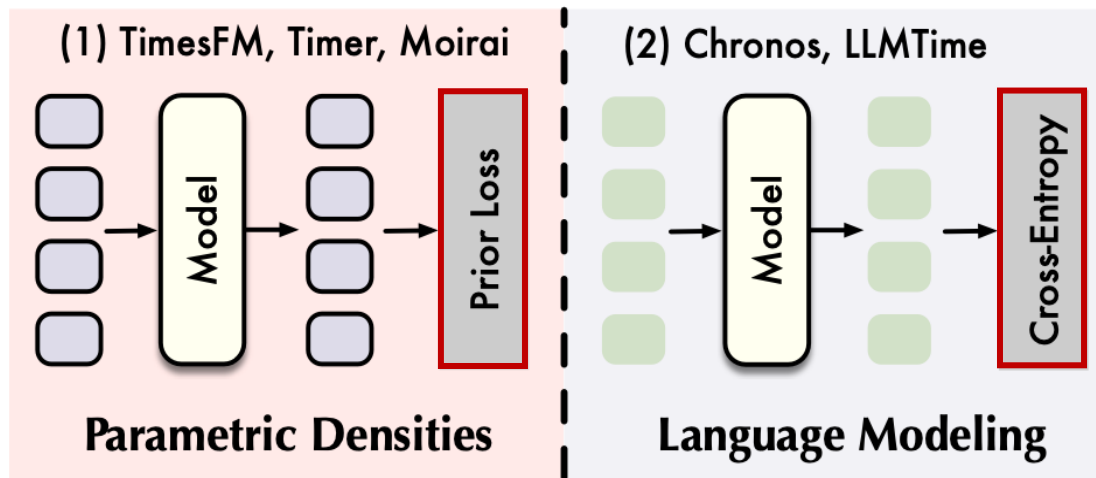 (1) TimesFM, Timer, Moirai
Model
Prior Loss
Parametric Densities
(2) Chronos, LLMTime
Model
Cross-Entropy
Language Modeling